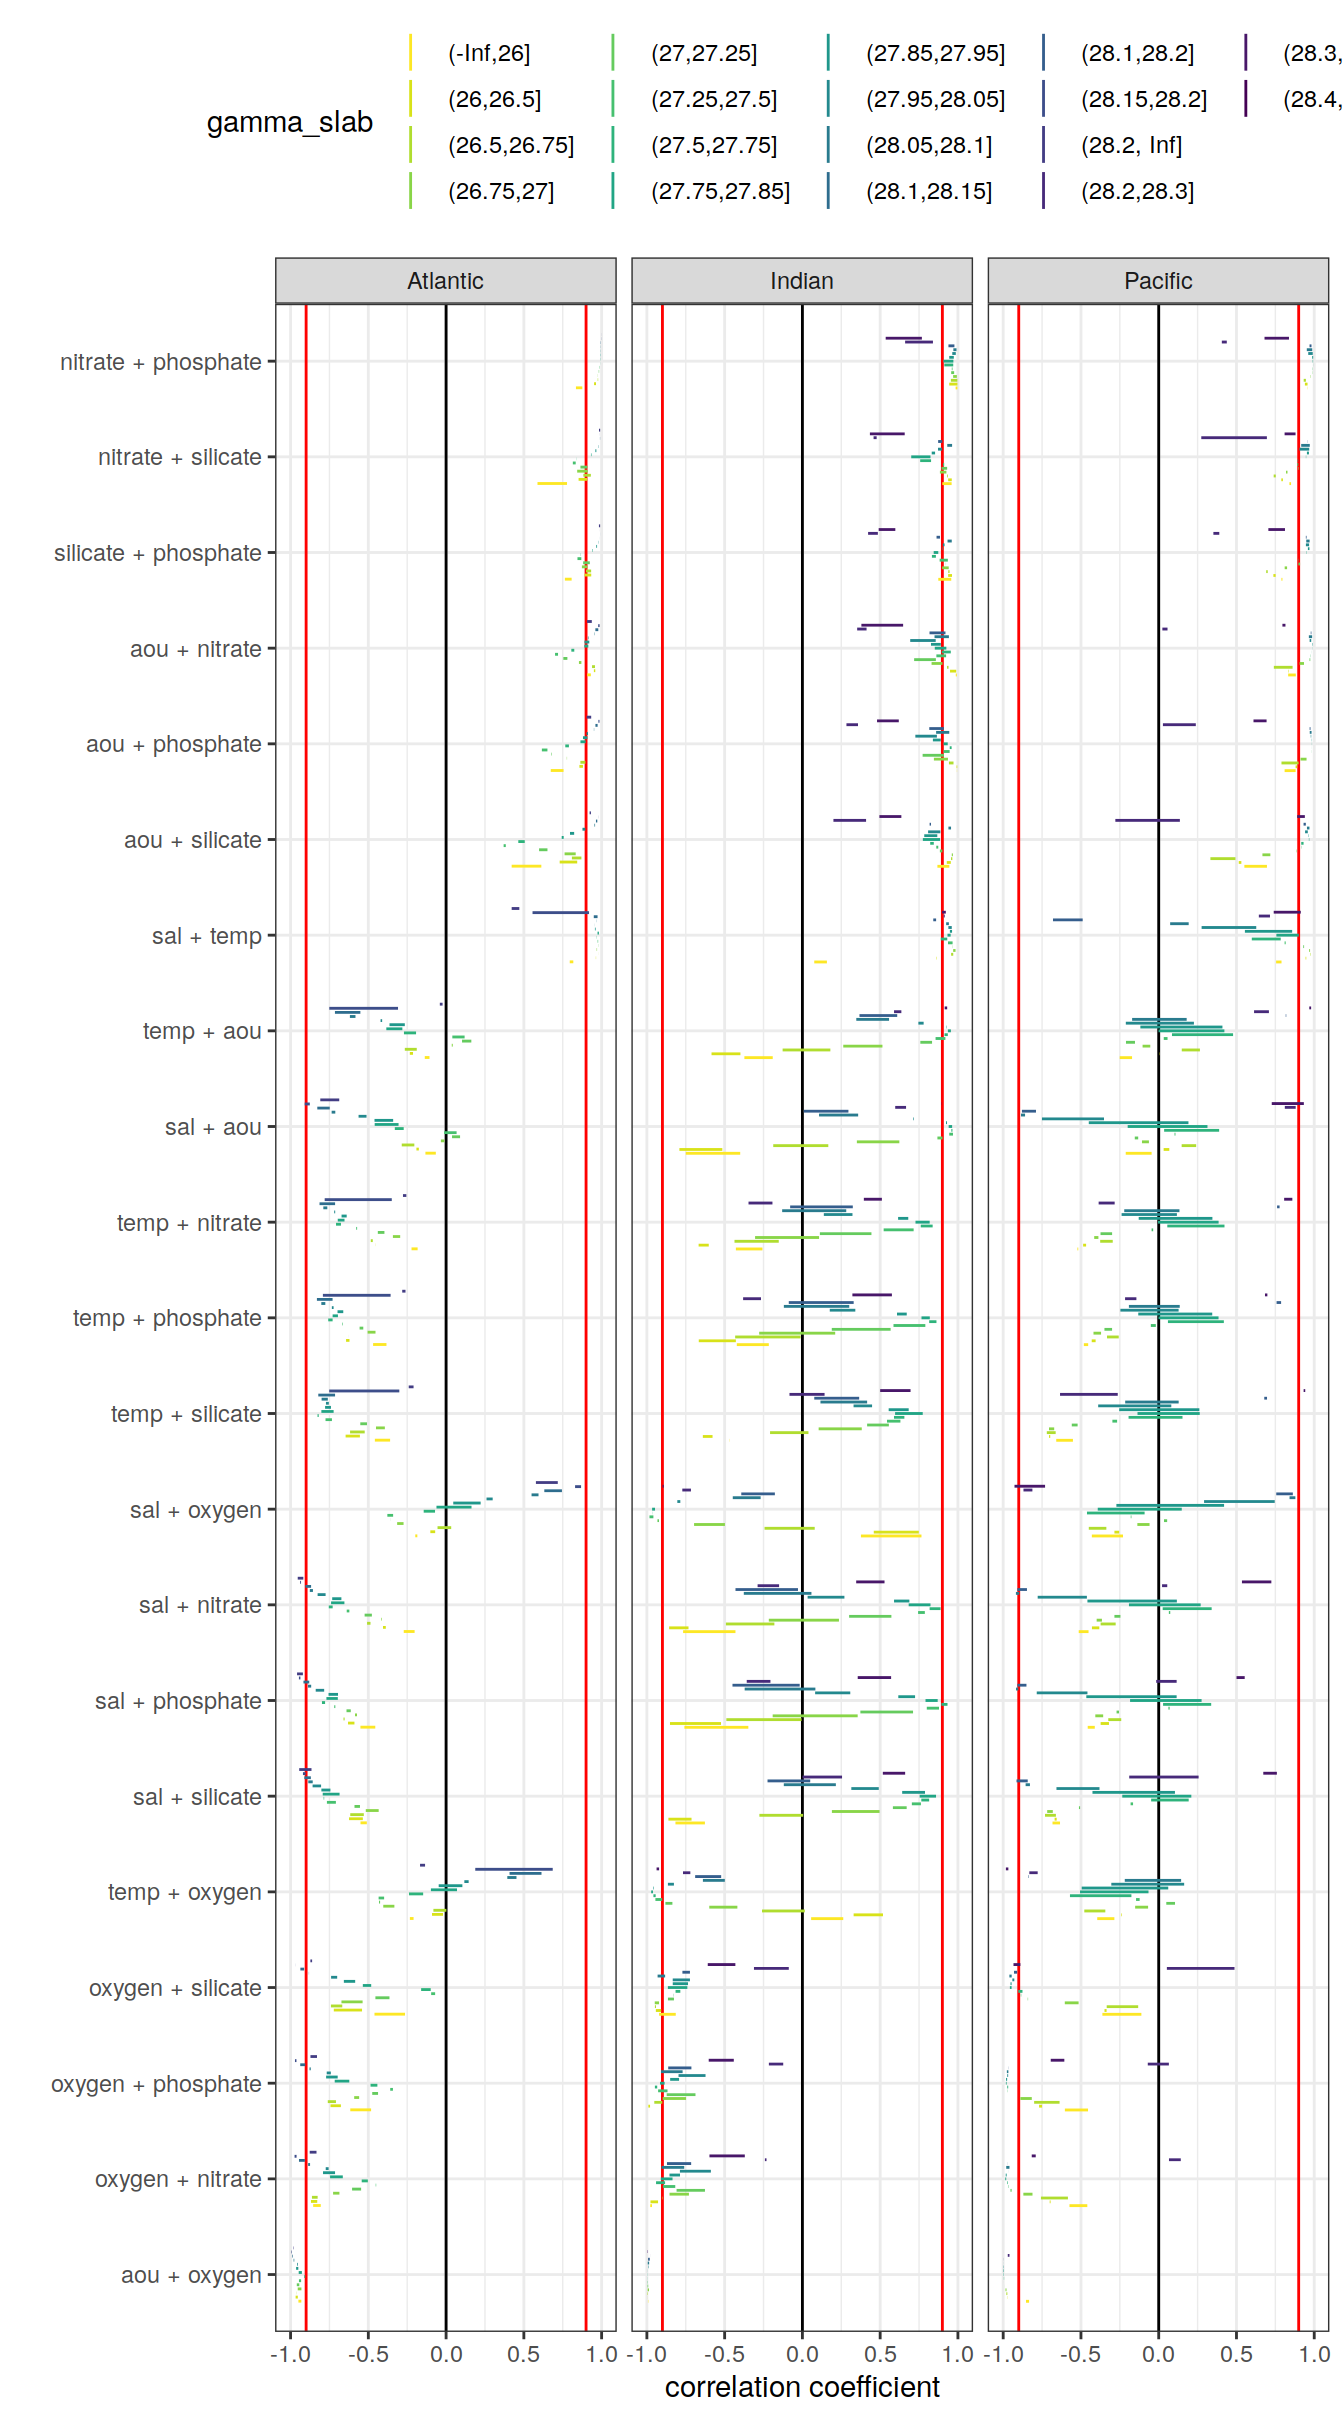 gamma_slab
(-Inf,26]
(26,26.5]
(26.5,26.75]
(26.75,27]
(27,27.25]
(27.25,27.5]
(27.5,27.75]
(27.75,27.85]
(27.85,27.95]
(27.95,28.05]
(28.05,28.1]
(28.1,28.15]
(28.1,28.2]
(28.15,28.2]
(28.2, Inf]
(28.2,28.3]
(28.3,
(28.4,
Atlantic
Indian
Pacific
nitrate + phosphate
nitrate + silicate
silicate + phosphate
aou + nitrate
aou + phosphate
aou + silicate
sal + temp
temp + aou
sal + aou
temp + nitrate
temp + phosphate
temp + silicate
sal + oxygen
sal + nitrate
sal + phosphate
sal + silicate
temp + oxygen
oxygen + silicate
oxygen + phosphate
oxygen + nitrate
aou + oxygen
-1.0 -0.5 0.0 0.5 1.0
-1.0 -0.5 0.0 0.5 1.0
-1.0 -0.5 0.0 0.5 1.0
correlation coefficient